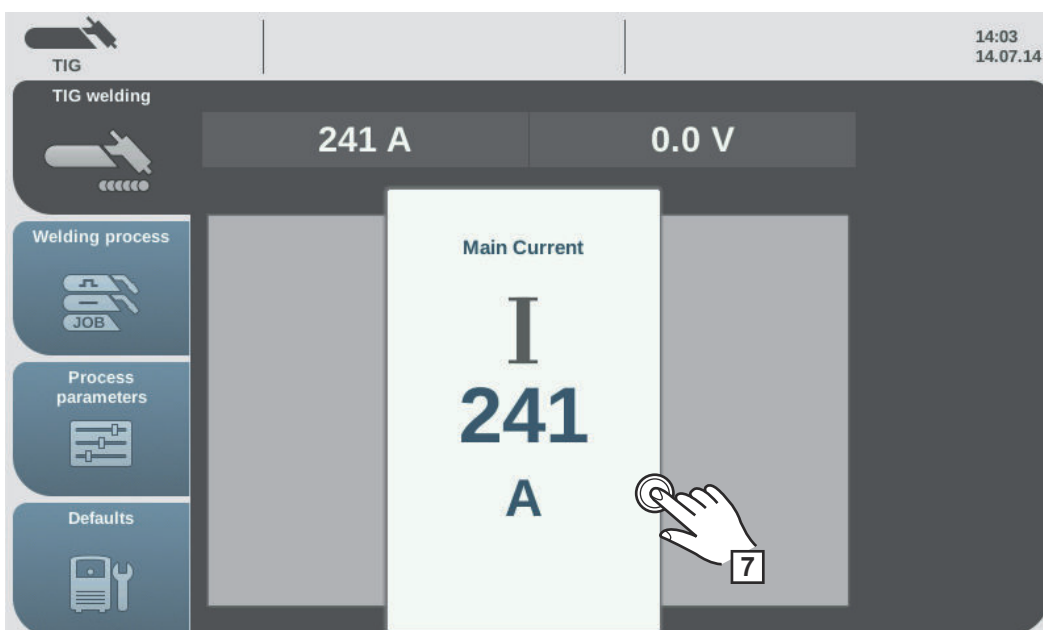 TIG
14:03
14.07.14
TIG welding
241 A
0.0 V
Welding process
JOB
Process
parameters
Defaults
Main Current
I
241
A
7